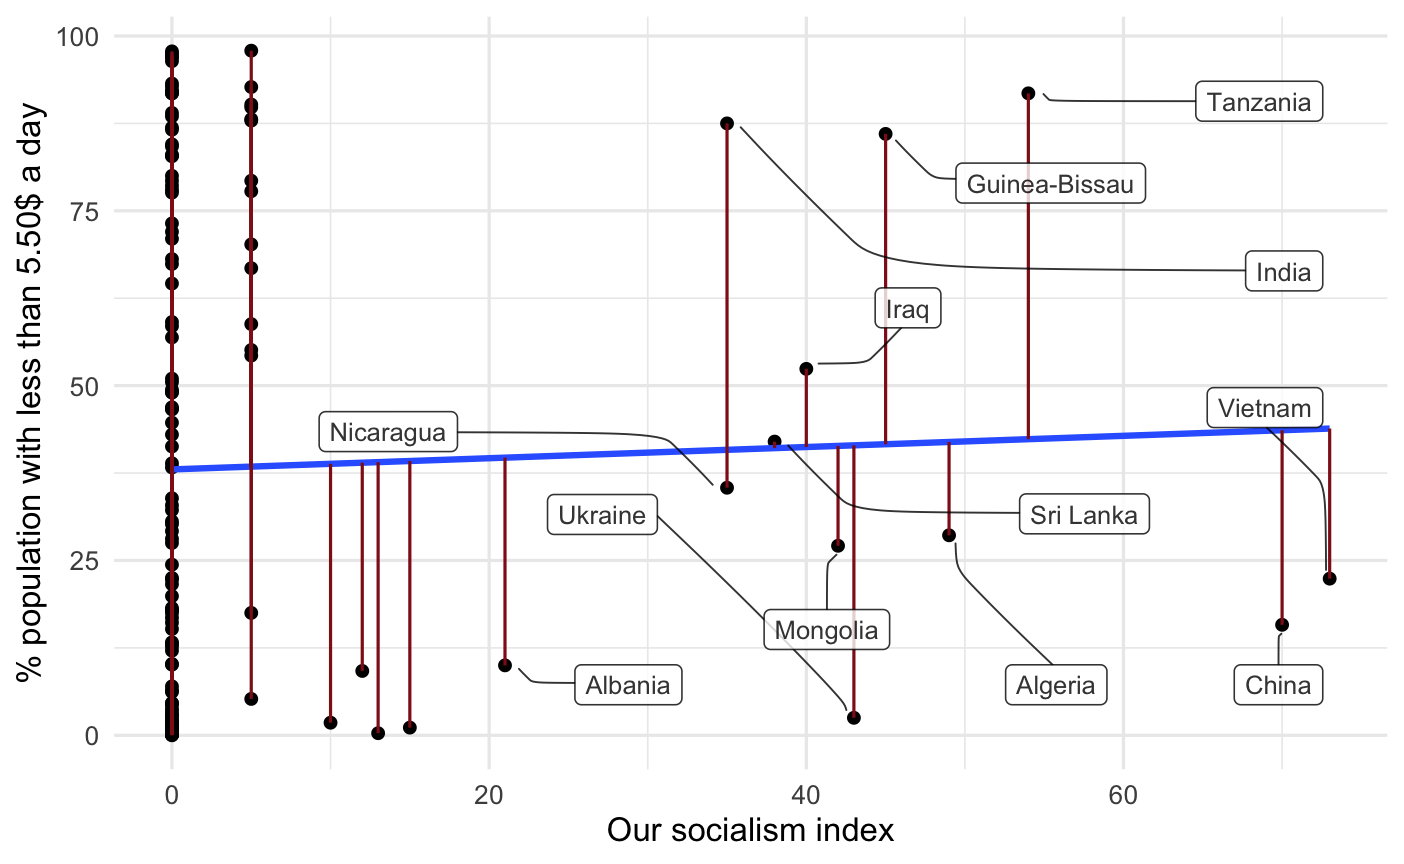 100
75
50
25
0
% population with less than 5.50$ a day
Tanzania
Guinea-Bissau
India
Iraq
Vietnam
Nicaragua
Ukraine
Sri Lanka
Mongolia
Albania
Algeria
China
0
20
40
60
Our socialism index